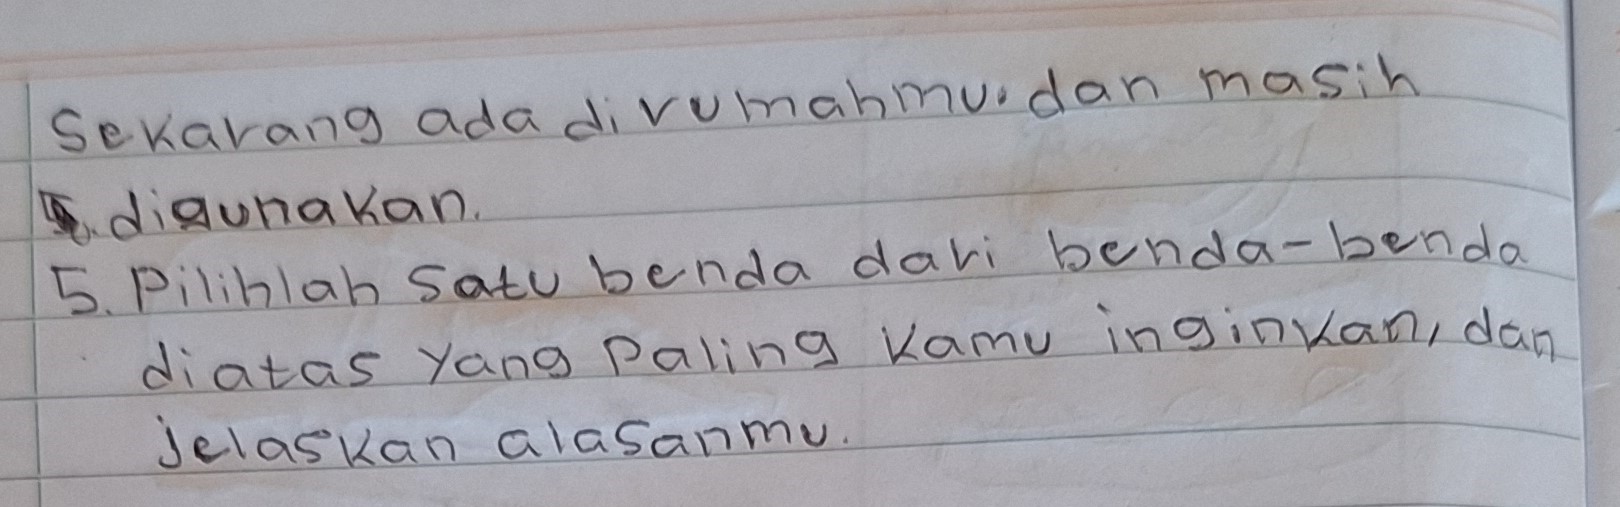 Sekarang ada dirumahmu. dan masih
digunakan.
5. Pilihlah satu benda dari benda-benda
diatas yang Paling kamu inginkan, dan
jelaskan alasanmu.